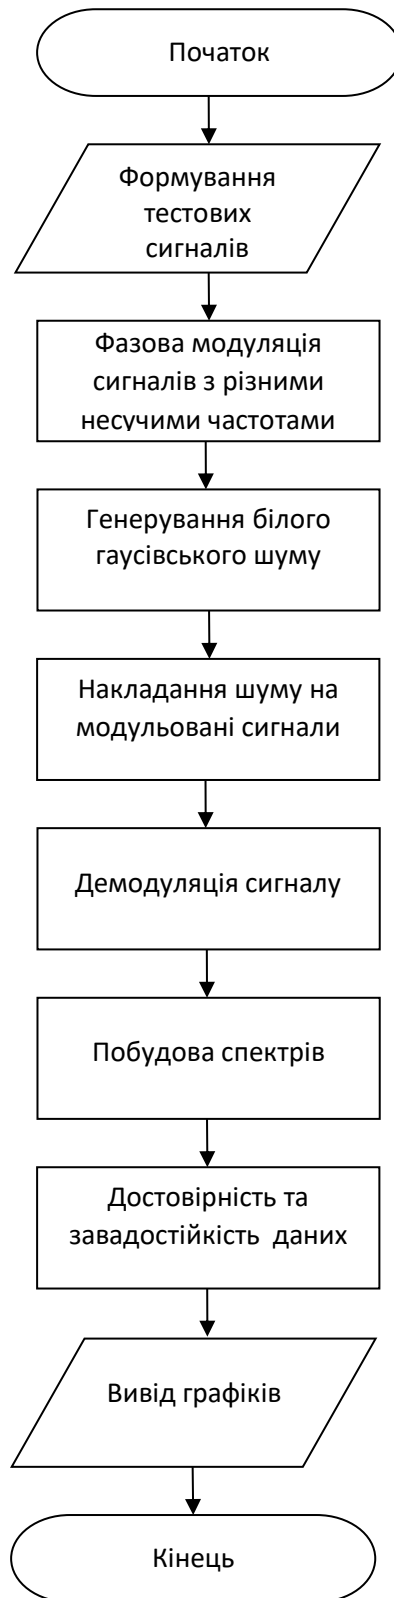 Початок
Формування
тестових
сигналів
Фазова модуляція
сигналів з різними
несучими частотами
Генерування білого
гаусівського шуму
Накладання шуму на
модульовані сигнали
Демодуляція сигналу
Побудова спектрів
Достовірність та
завадостійкість  даних
Вивід графіків
Кінець